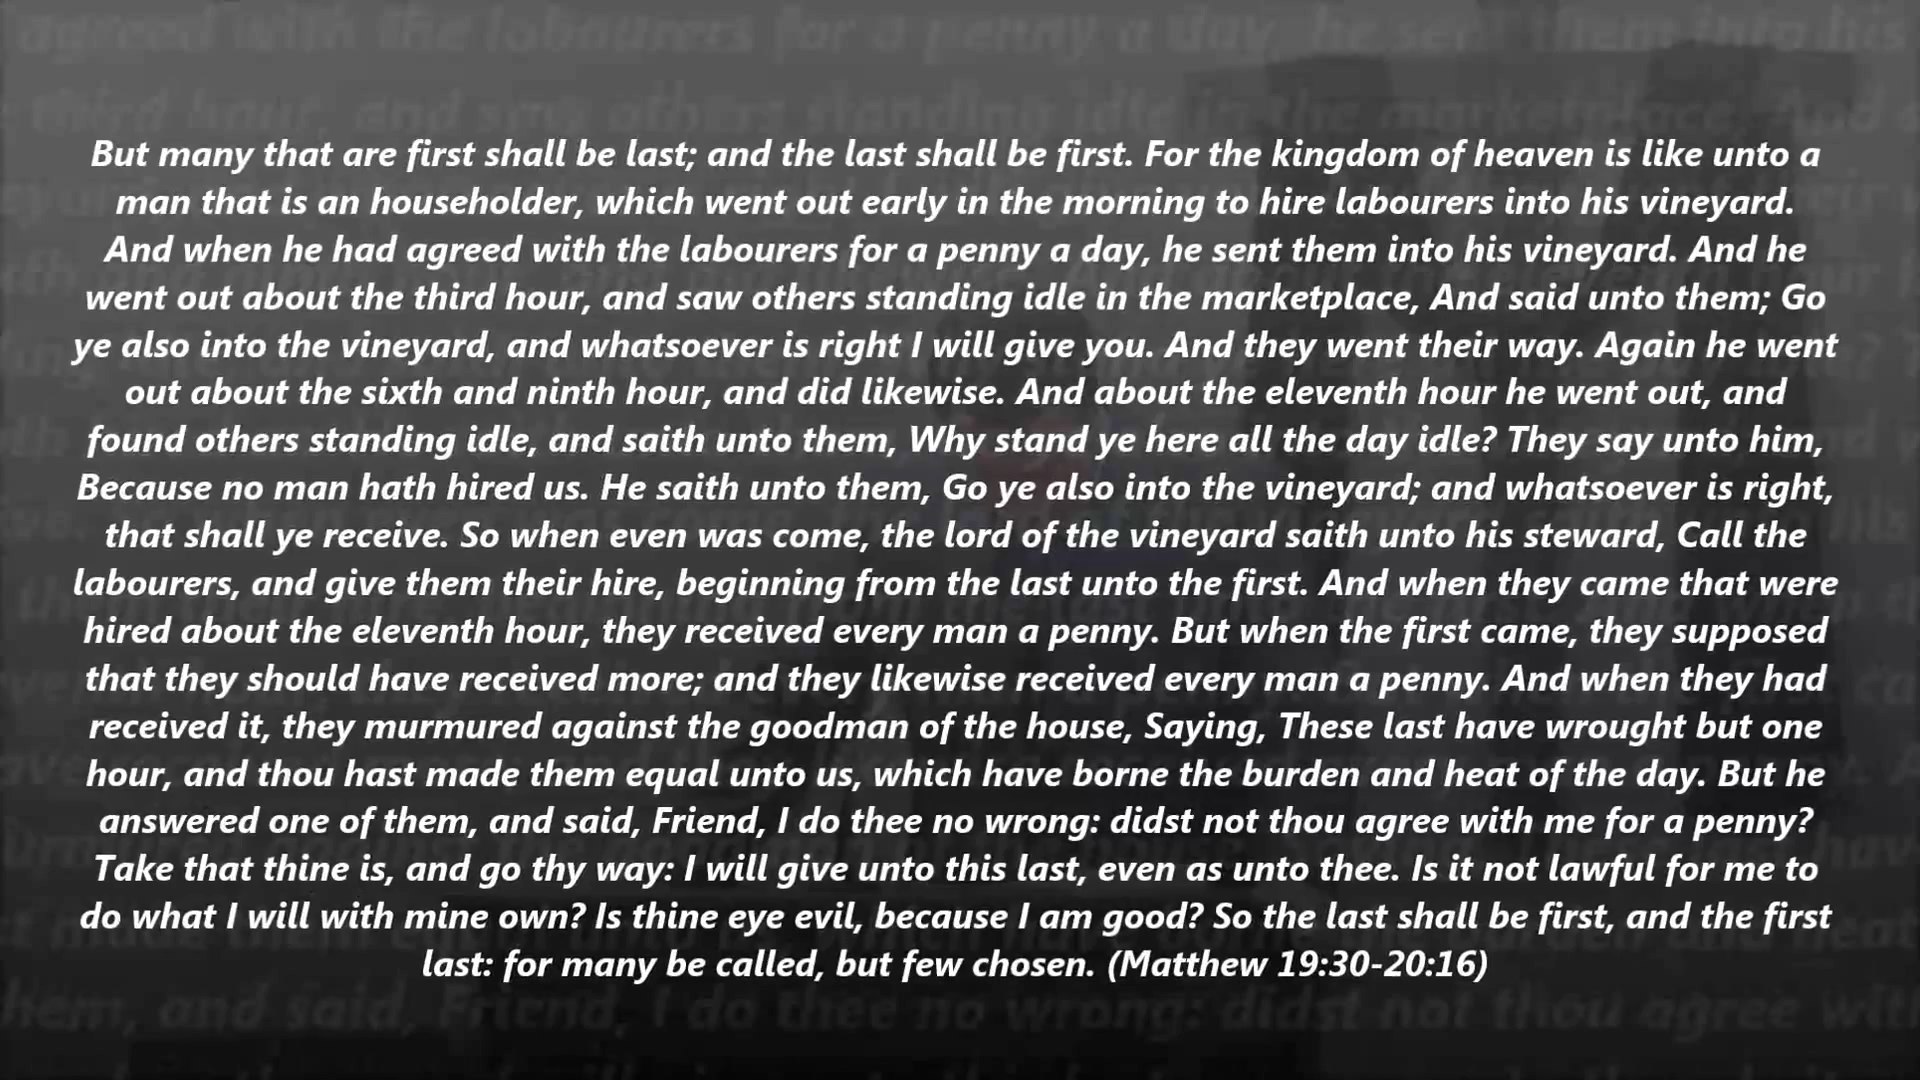 But many that are first shall be last; and the last shall be first. For the kingdom of heaven is like unto a
man that is an householder, which went out early in the morning to hire labourers into his vineyard.
And when he had agreed with the labourers for a penny a day, he sent them into his vineyard. And he
went out about the third hour, and saw others standing idle in the marketplace, And said unto them; Go
ye also into the vineyard, and whatsoever is right I will give you. And they went their way. Again he went
out about the sixth and ninth hour, and did likewise. And about the eleventh hour he went out, and
found others standing idle, and saith unto them, Why stand ye here all the day idle? They say unto him,
Because no man hath hired us. He saith unto them, Go ye also into the vineyard; and whatsoever is right,
that shall ye receive. So when even was come, the lord of the vineyard saith unto his steward, Call the
labourers, and give them their hire, beginning from the last unto the first. And when they came that were
hired about the eleventh hour, they received every man a penny. But when the first came, they supposed
that they should have received more; and they likewise received every man a penny. And when they had
received it, they murmured against the goodman of the house, Saying, These last have wrought but one
hour, and thou hast made them equal unto us, which have borne the burden and heat of the day. But he
answered one of them, and said, Friend, I do thee no wrong: didst not thou agree with me for a penny?
Take that thine is, and go thy way: I will give unto this last, even as unto thee. Is it not lawful for me to
do what I will with mine own? Is thine eye evil, because I am good? So the last shall be first, and the first
last: for many be called, but few chosen. (Matthew 19:30-20:16)